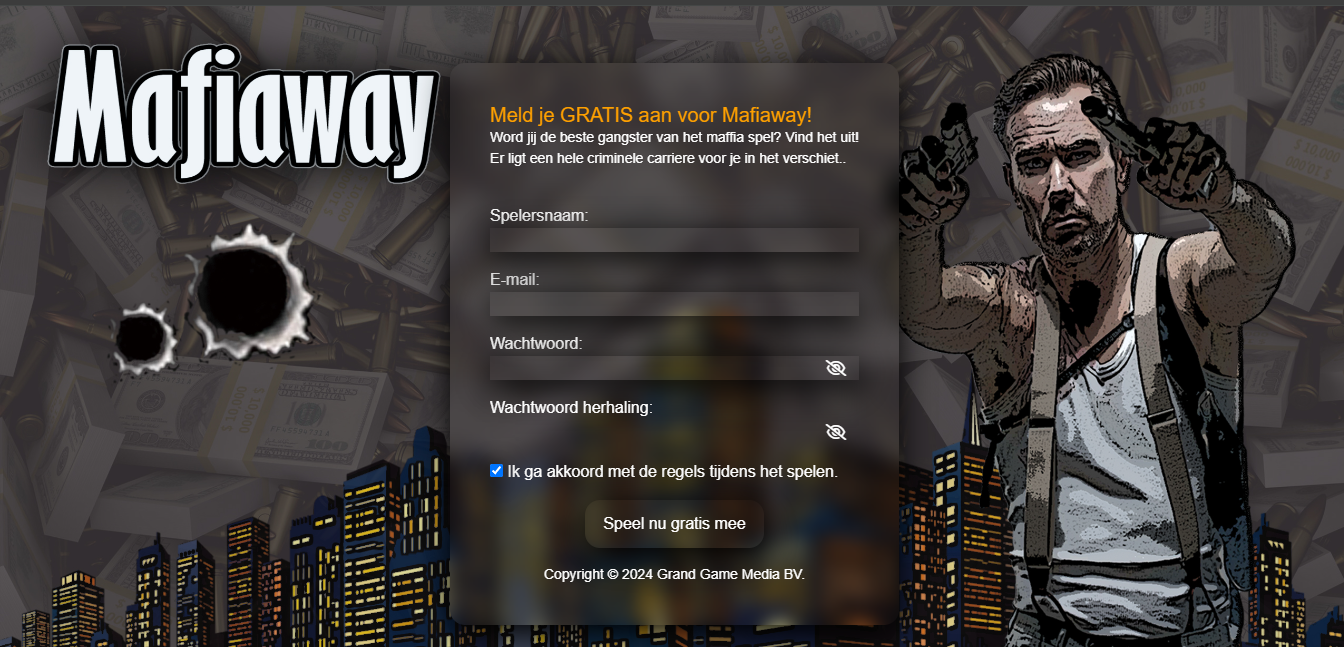 Mafiaway
Meld je GRATIS aan voor Mafiaway!
Word jij de beste gangster van het maffia spel? Vind het uit!
Er ligt een hele criminele carriere voor je in het verschiet..
Spelersnaam:
E-mail:
Wachtwoord:
Wachtwoord herhaling:
Ik ga akkoord met de regels tijdens het spelen.
Speel nu gratis mee
Copyright © 2024 Grand Game Media BV.